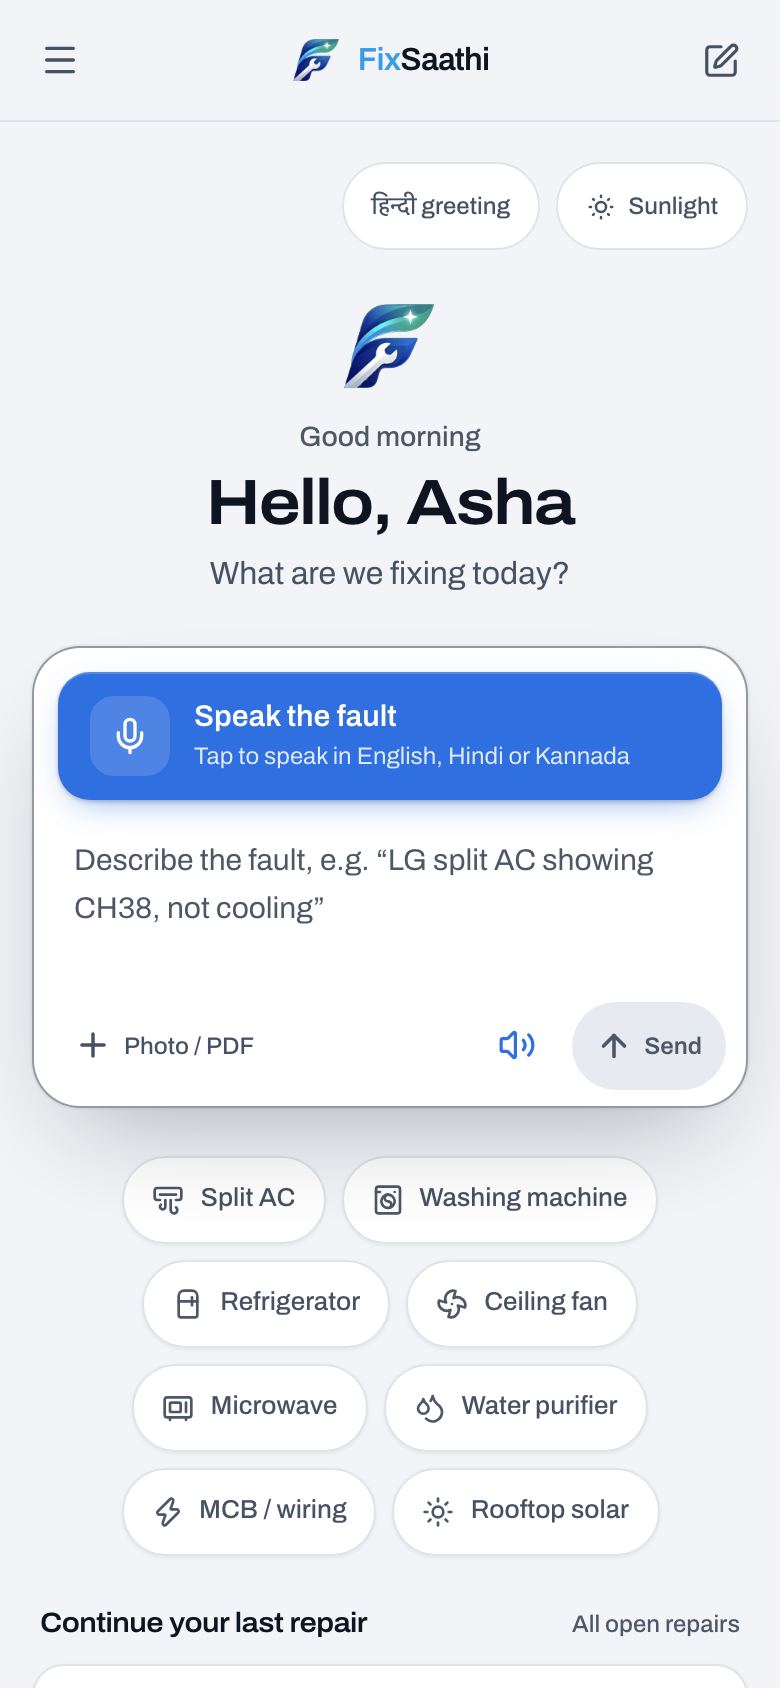 FixSaathi
हिन्दी greeting
Sunlight
Good morning
Hello, Asha
What are we fixing today?
Speak the fault
Tap to speak in English, Hindi or Kannada
Describe the fault, e.g. “LG split AC showing
CH38, not cooling”
Photo / PDF
Send
Split AC
Washing machine
Refrigerator
Ceiling fan
Microwave
Water purifier
MCB / wiring
Rooftop solar
Continue your last repair
All open repairs